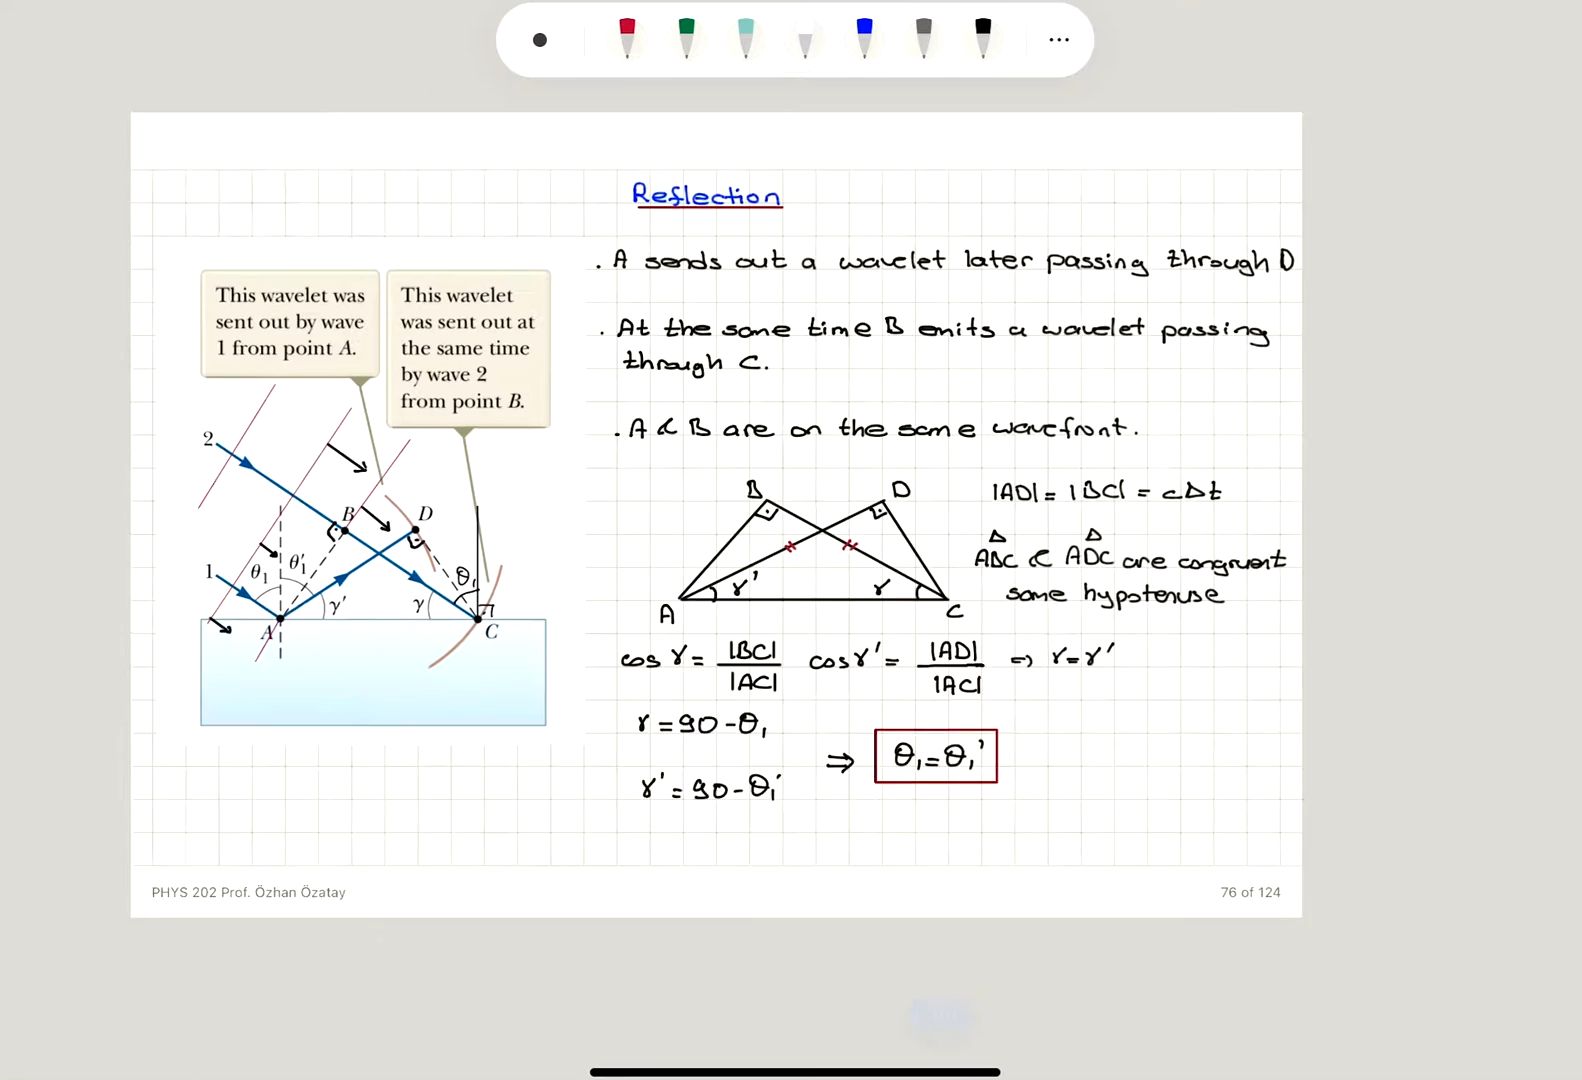 Reflection
. A sends out a wavelet later passing through D
. At the same time B emits a wavelet passing
through C.
. A & B are on the same wavefront.
This wavelet was
sent out by wave
1 from point A.
This wavelet
was sent out at
the same time
by wave 2
from point B.
2
B
D
1
θ₁
θ₁′
γ′
γ
θ₁
A
C
B
D
γ′
γ
A
C
|AD| = |BC| = cΔt
Δ Δ
ABC & ADC are congruent
same hypotenuse
cos γ = |BC| / |AC| cos γ' = |AD| / |AC| => γ = γ'
γ = 90 - θ₁
γ' = 90 - θ₁'
⇒ θ₁ = θ₁'
PHYS 202 Prof. Özhan Özatay
76 of 124